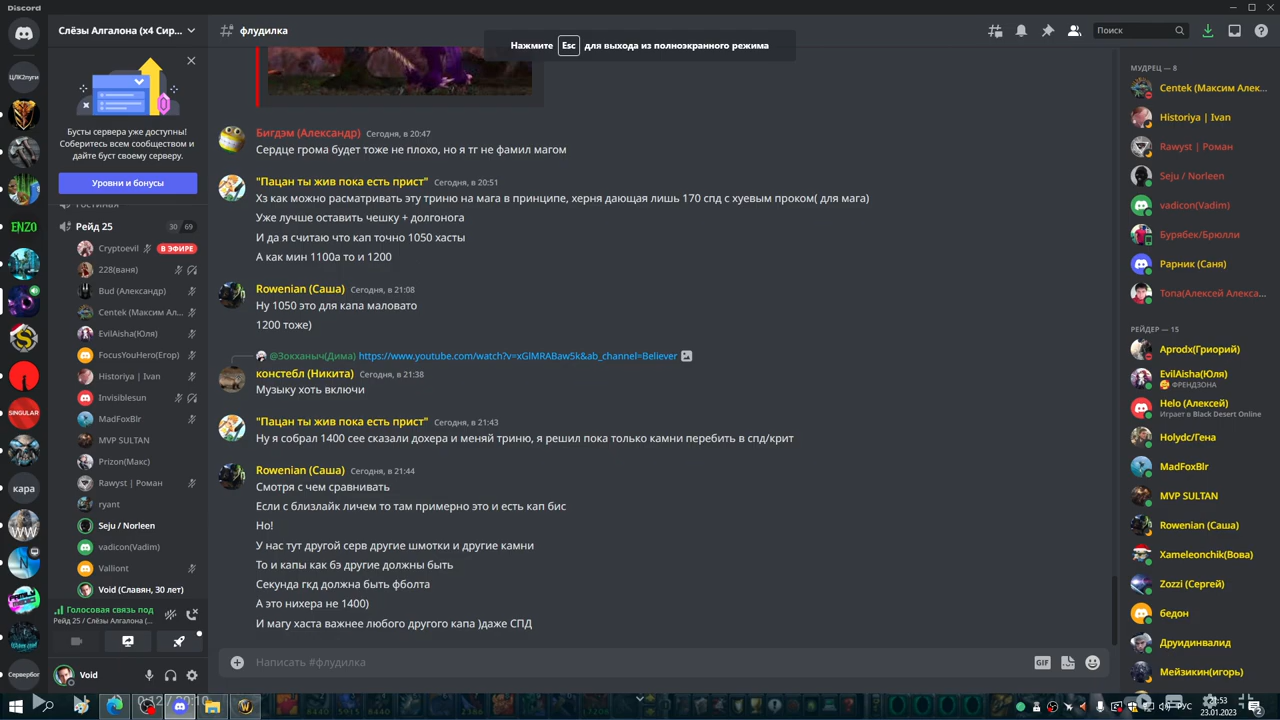 Discord
Слёзы Алгалона (x4 Сир...
флудилка
Поиск
Нажмите Esc для выхода из полноэкранного режима
Бусты сервера уже доступны!
Соберитесь всем сообществом и
дайте буст своему серверу.
Уровни и бонусы
Гостиная
Рейд 25 30 69
Cryptoevil В ЭФИРЕ
228(ваня)
Bud (Александр)
Centek (Максим Ал...
EvilAisha(Юля)
FocusYouHero(Егор)
Historiya | Ivan
Invisiblesun
MadFoxBlr
MVP SULTAN
Prizon(Макс)
Rawyst | Роман
ryant
Seju / Norleen
vadicon(Vadim)
Valliont
Void (Славян, 30 лет)
Голосовая связь под
Рейд 25 / Слёзы Алгалона (...
Void
ЦЛК2пуги
ENZO
SINGULAR
кара
WW
Сервербог
Бигдэм (Александр) Сегодня, в 20:47
Сердце грома будет тоже не плохо, но я тг не фамил магом
"Пацан ты жив пока есть прист" Сегодня, в 20:51
Хз как можно расматривать эту триню на мага в принципе, херня дающая лишь 170 спд с хуевым проком( для мага)
Уже лучше оставить чешку + долгонога
И да я считаю что кап точно 1050 хасты
А как мин 1100а то и 1200
Rowenian (Саша) Сегодня, в 21:08
Ну 1050 это для капа маловато
1200 тоже)
@Зокханыч(Дима) https://www.youtube.com/watch?v=xGlMRABaw5k&ab_channel=Believer
констебл (Никита) Сегодня, в 21:38
Музыку хоть включи
"Пацан ты жив пока есть прист" Сегодня, в 21:43
Ну я собрал 1400 сее сказали дохера и меняй триню, я решил пока только камни перебить в спд/крит
Rowenian (Саша) Сегодня, в 21:44
Смотря с чем сравнивать
Если с близлайк личем то там примерно это и есть кап бис
Но!
У нас тут другой серв другие шмотки и другие камни
То и капы как бэ другие должны быть
Секунда гкд должна быть фболта
А это нихера не 1400)
И магу хаста важнее любого другого капа )даже СПД
Написать #флудилка
GIF
МУДРЕЦ — 8
Centek (Максим Алек...
Historiya | Ivan
Rawyst | Роман
Seju / Norleen
vadicon(Vadim)
Бурябек/Брюлли
Рарник (Саня)
Tona(Алексей Алекса...
РЕЙДЕР — 15
Aprodx(Гриорий)
EvilAisha(Юля)
ФРЕНДЗОНА
Helo (Алексей)
Играет в Black Desert Online
Holydc/Гена
MadFoxBlr
MVP SULTAN
Rowenian (Саша)
Xameleonchik(Вова)
Zozzi (Сергей)
бедон
Друидинвалид
Мейзикин(игорь)
РУС
23.01.2023